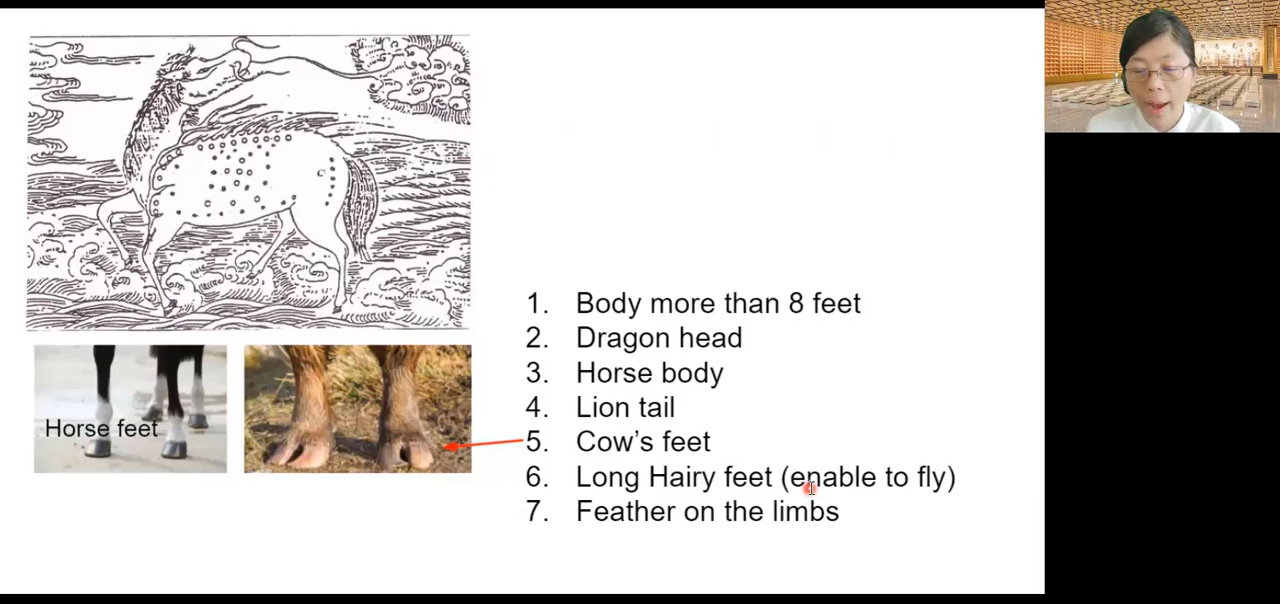 Horse feet
1. Body more than 8 feet
2. Dragon head
3. Horse body
4. Lion tail
5. Cow’s feet
6. Long Hairy feet (enable to fly)
7. Feather on the limbs